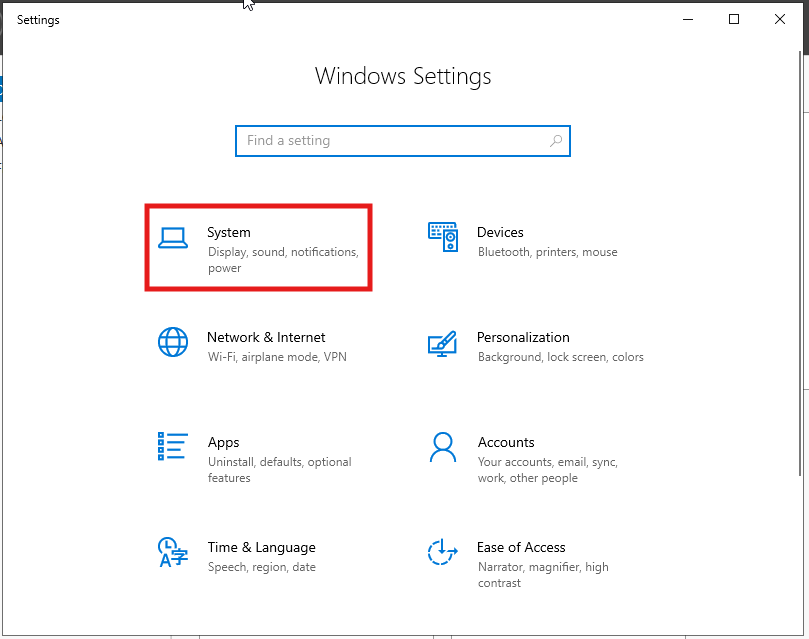 Settings
Windows Settings
Find a setting
System
Display, sound, notifications,
power
Devices
Bluetooth, printers, mouse
Network & Internet
Wi-Fi, airplane mode, VPN
Personalization
Background, lock screen, colors
Apps
Uninstall, defaults, optional
features
Accounts
Your accounts, email, sync,
work, other people
Time & Language
Speech, region, date
Ease of Access
Narrator, magnifier, high
contrast